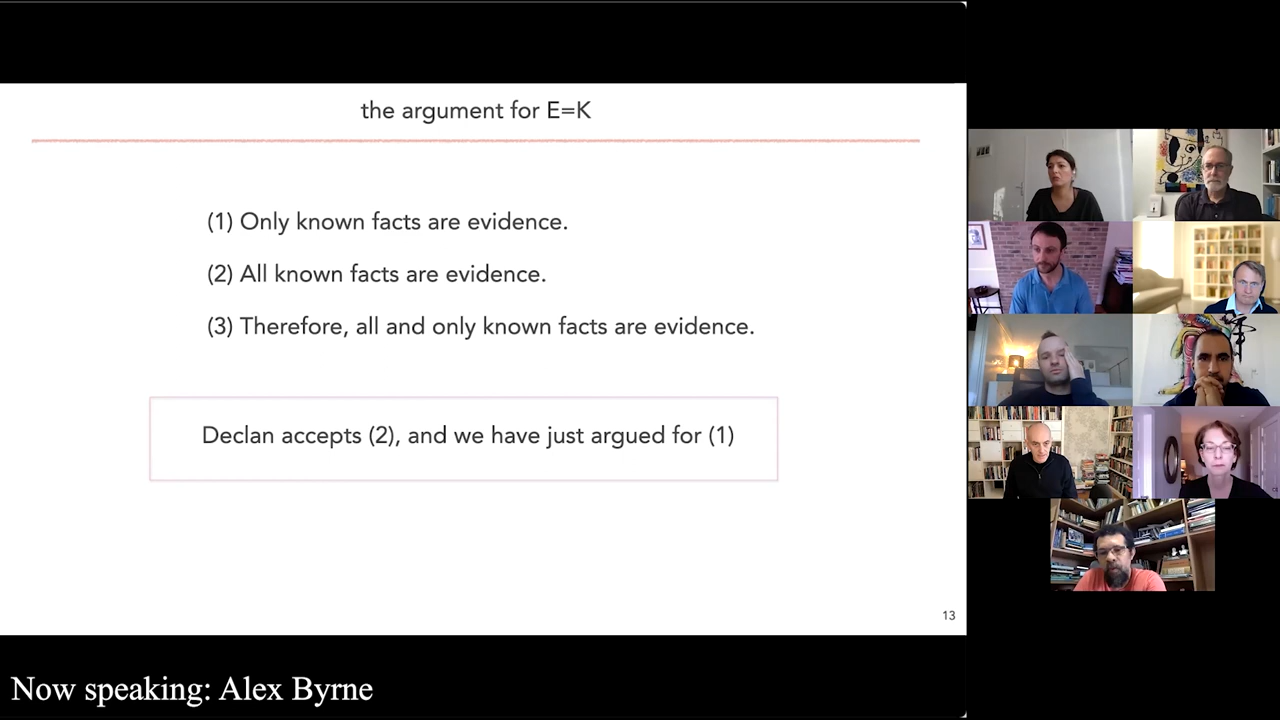 the argument for E=K
(1) Only known facts are evidence.
(2) All known facts are evidence.
(3) Therefore, all and only known facts are evidence.
Declan accepts (2), and we have just argued for (1)
13
Now speaking: Alex Byrne